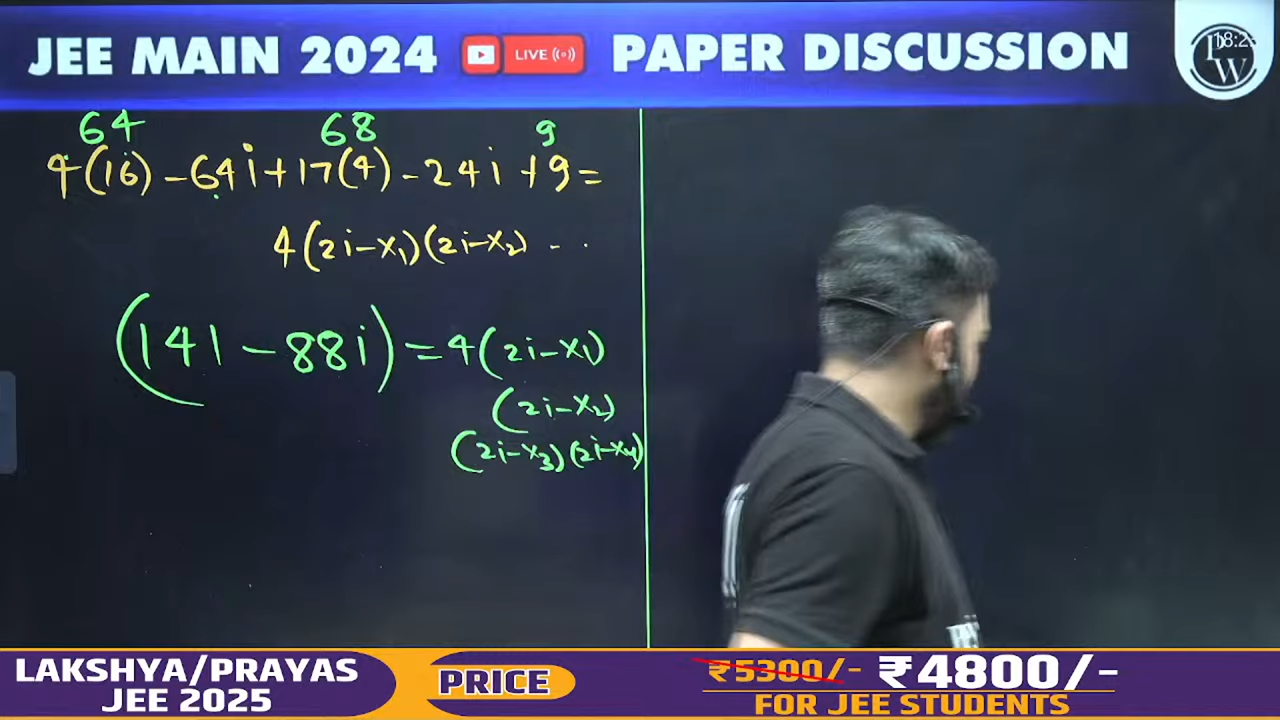 JEE MAIN 2024 LIVE PAPER DISCUSSION
18:2
W
64 68 9
4(16) - 64i + 17(4) - 24i + 9 =
4(2i-x₁)(2i-x₂) - . .
(141 - 88i) = 4(2i-x₁)
(2i-x₂)
(2i-x₃)(2i-x₄)
LAKSHYA/PRAYAS
JEE 2025
PRICE
₹5300/- ₹4800/-
FOR JEE STUDENTS